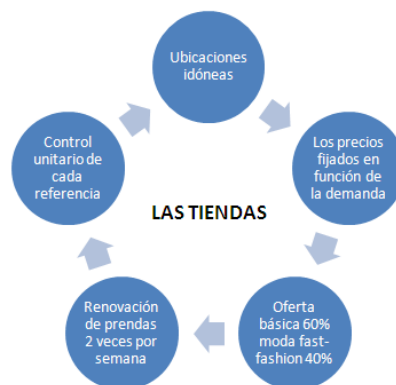 Ubicaciones
idóneas
Los precios
fijados en
función de
la demanda
Oferta
básica 60%
moda fast-
fashion 40%
Renovación
de prendas
2 veces por
semana
Control
unitario de
cada
referencia
LAS TIENDAS